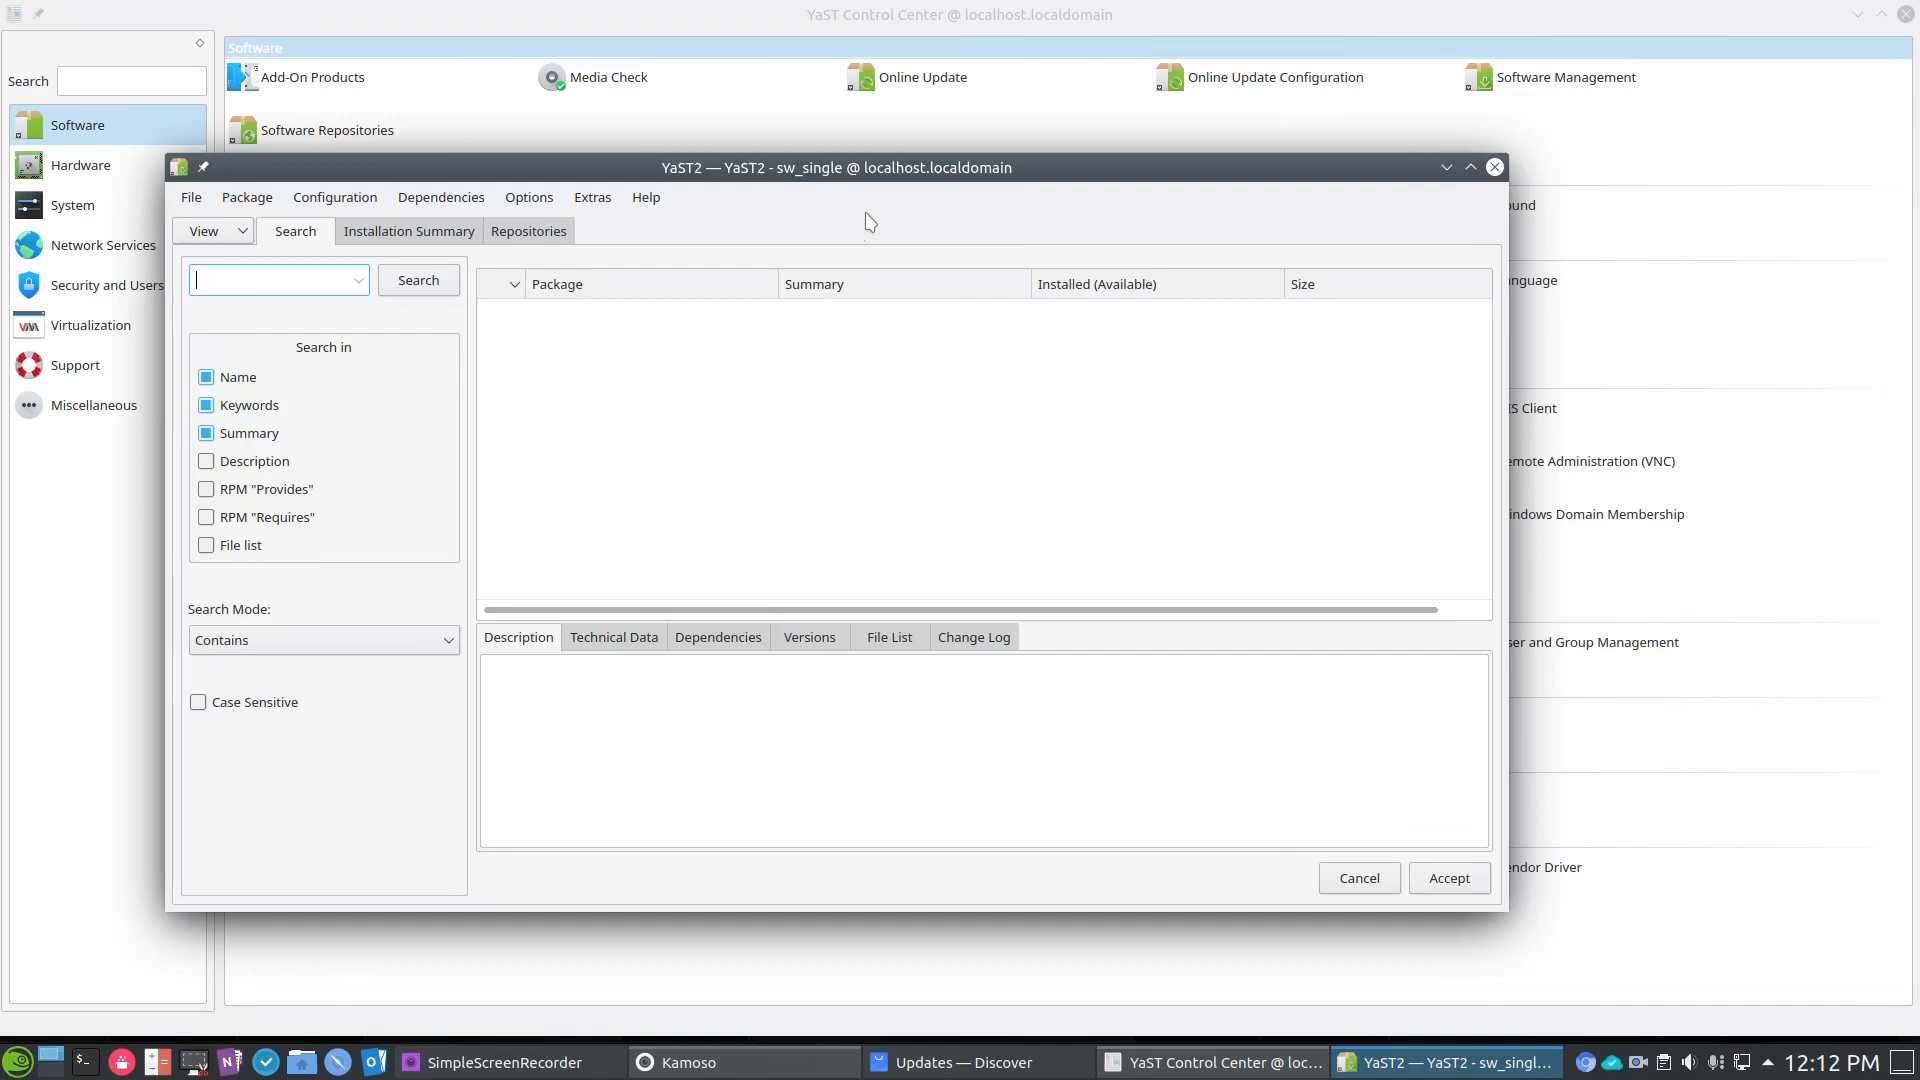 YaST Control Center @ localhost.localdomain
Search
Software
Hardware
System
Network Services
Security and Users
Virtualization
Support
Miscellaneous
Software
Add-On Products
Media Check
Online Update
Online Update Configuration
Software Management
Software Repositories
YaST2 — YaST2 - sw_single @ localhost.localdomain
File Package Configuration Dependencies Options Extras Help
View
Search
Installation Summary
Repositories
Search
Search in
Name
Keywords
Summary
Description
RPM "Provides"
RPM "Requires"
File list
Search Mode:
Contains
Case Sensitive
Package
Summary
Installed (Available)
Size
Description
Technical Data
Dependencies
Versions
File List
Change Log
Cancel
Accept
ound
nguage
IS Client
emote Administration (VNC)
indows Domain Membership
ser and Group Management
endor Driver
SimpleScreenRecorder
Kamoso
Updates — Discover
YaST Control Center @ loc...
YaST2 — YaST2 - sw_singl...
12:12 PM